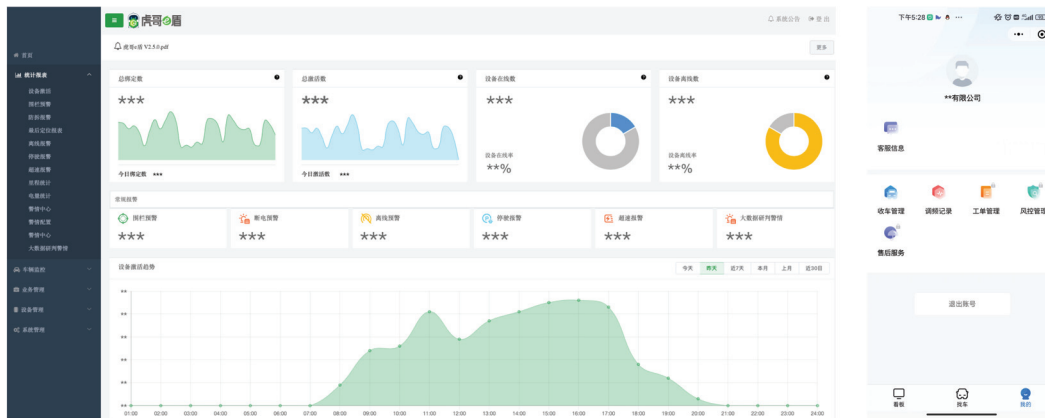 虎哥e盾
系统公告 登出
虎哥e盾 V2.5.0.pdf
更多
首页
统计报表
设备激活
围栏预警
防拆报警
最后定位报表
离线报警
停驶报警
超速报警
里程统计
电量统计
警情中心
警情配置
警情中心
大数据研判警情
车辆监控
业务管理
设备管理
系统管理
总绑定数
***
今日绑定数 ***
总激活数
***
今日激活数 ***
设备在线数
***
设备在线率
**%
设备离线数
***
设备离线率
**%
常规报警
围栏预警
***
断电预警
***
离线预警
***
停驶报警
***
超速报警
***
大数据研判警情
***
设备激活趋势
今天 昨天 近7天 本月 上月 近30日
**
**
**
**
**
**
01:00 02:00 03:00 04:00 05:00 06:00 07:00 08:00 09:00 10:00 11:00 12:00 13:00 14:00 15:00 16:00 17:00 18:00 19:00 20:00 21:00 22:00 23:00 24:00
下午5:28
**有限公司
客服信息
收车管理 调频记录 工单管理 风控管理
售后服务
退出账号
看板 找车 我的